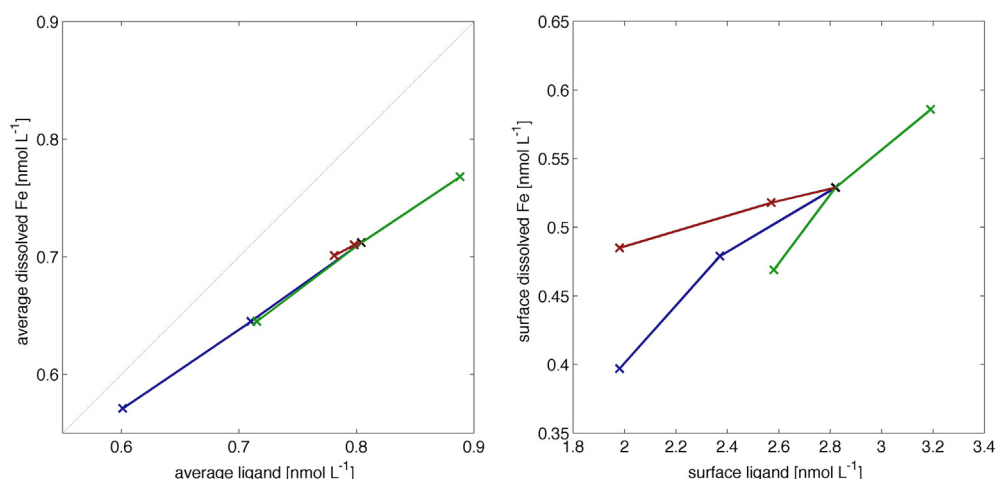 0.9
0.8
0.7
0.6
average dissolved Fe [nmol L⁻¹]
0.6 0.7 0.8 0.9
average ligand [nmol L⁻¹]
0.65
0.6
0.55
0.5
0.45
0.4
0.35
surface dissolved Fe [nmol L⁻¹]
1.8 2 2.2 2.4 2.6 2.8 3 3.2 3.4
surface ligand [nmol L⁻¹]